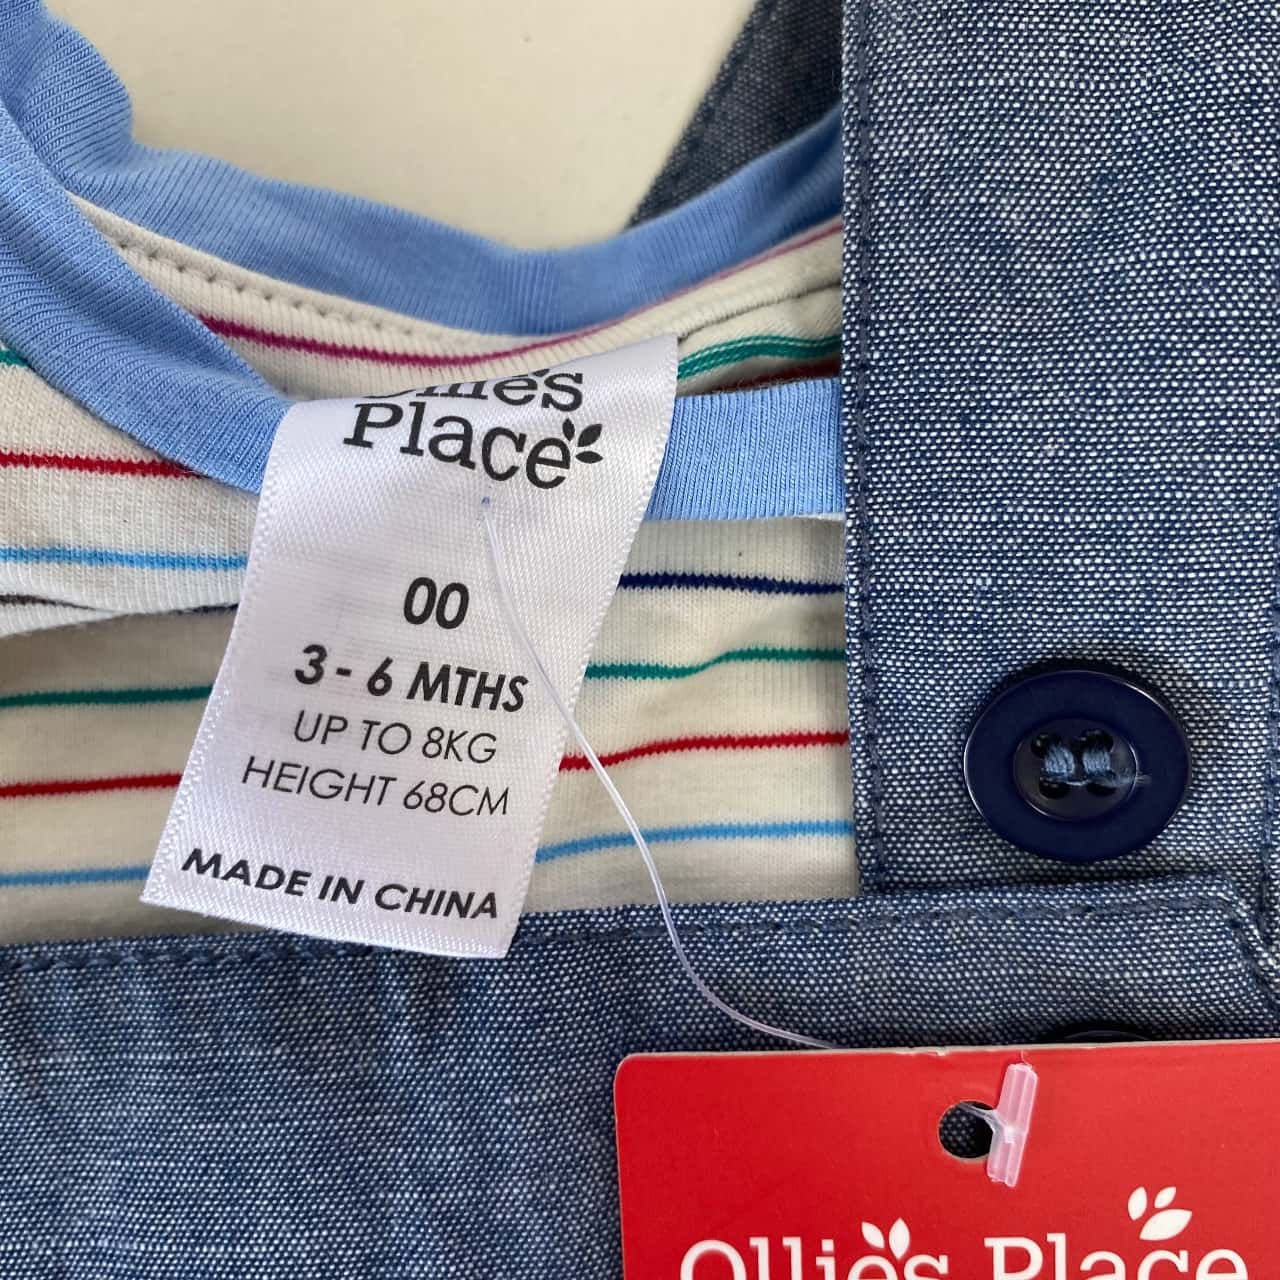 Ollie's
Place
00
3 - 6 MTHS
UP TO 8KG
HEIGHT 68CM
MADE IN CHINA
Ollie's Place